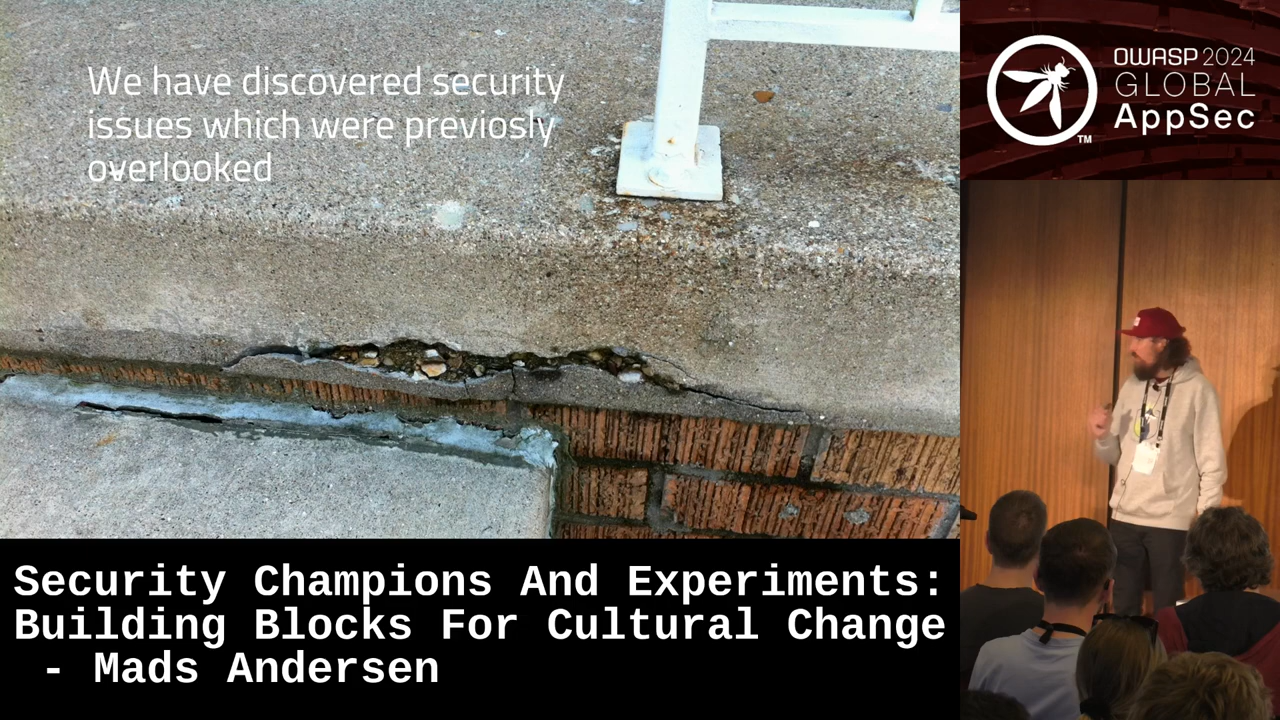 We have discovered security
issues which were previosly
overlooked
OWASP 2024
GLOBAL
AppSec
TM
Security Champions And Experiments:
Building Blocks For Cultural Change
- Mads Andersen